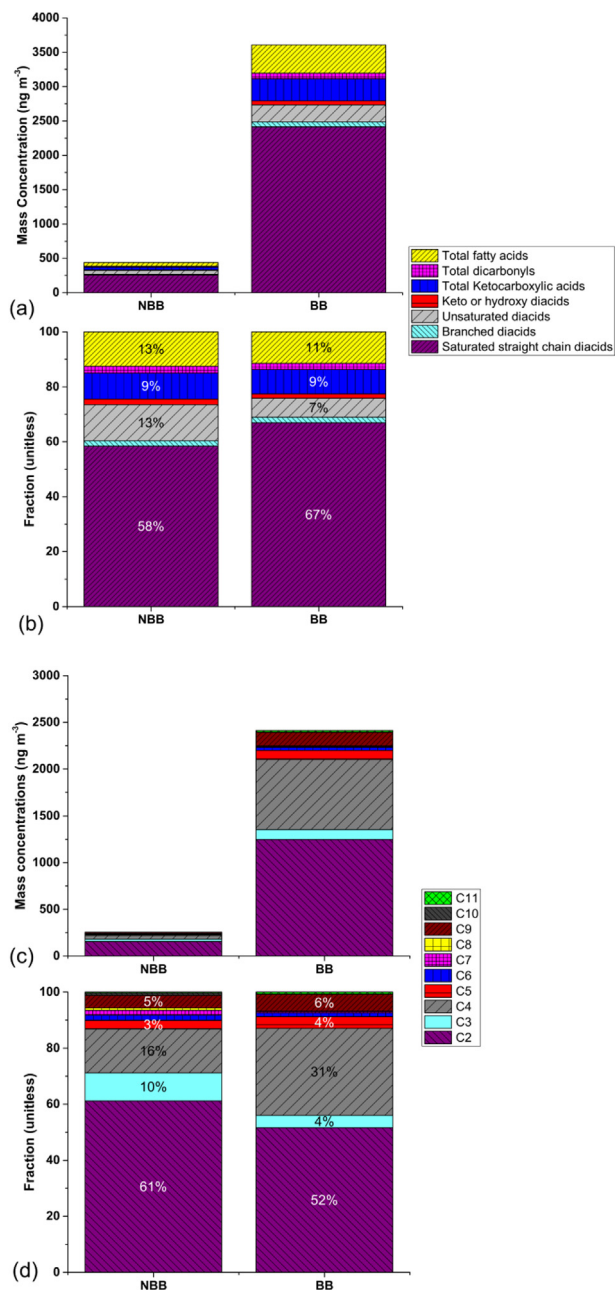 Mass Concentration (ng m-3)
4000
3500
3000
2500
2000
1500
1000
500
0
NBB BB
(a)
Total fatty acids
Total dicarbonyls
Total Ketocarboxylic acids
Keto or hydroxy diacids
Unsaturated diacids
Branched diacids
Saturated straight chain diacids
Fraction (unitless)
100
80
60
40
20
0
13% 11%
9% 9%
13% 7%
58% 67%
NBB BB
(b)
Mass concentrations (ng m-3)
3000
2500
2000
1500
1000
500
0
NBB BB
(c)
C11
C10
C9
C8
C7
C6
C5
C4
C3
C2
Fraction (unitless)
100
80
60
40
20
0
5% 6%
3% 4%
16% 31%
10% 4%
61% 52%
NBB BB
(d)